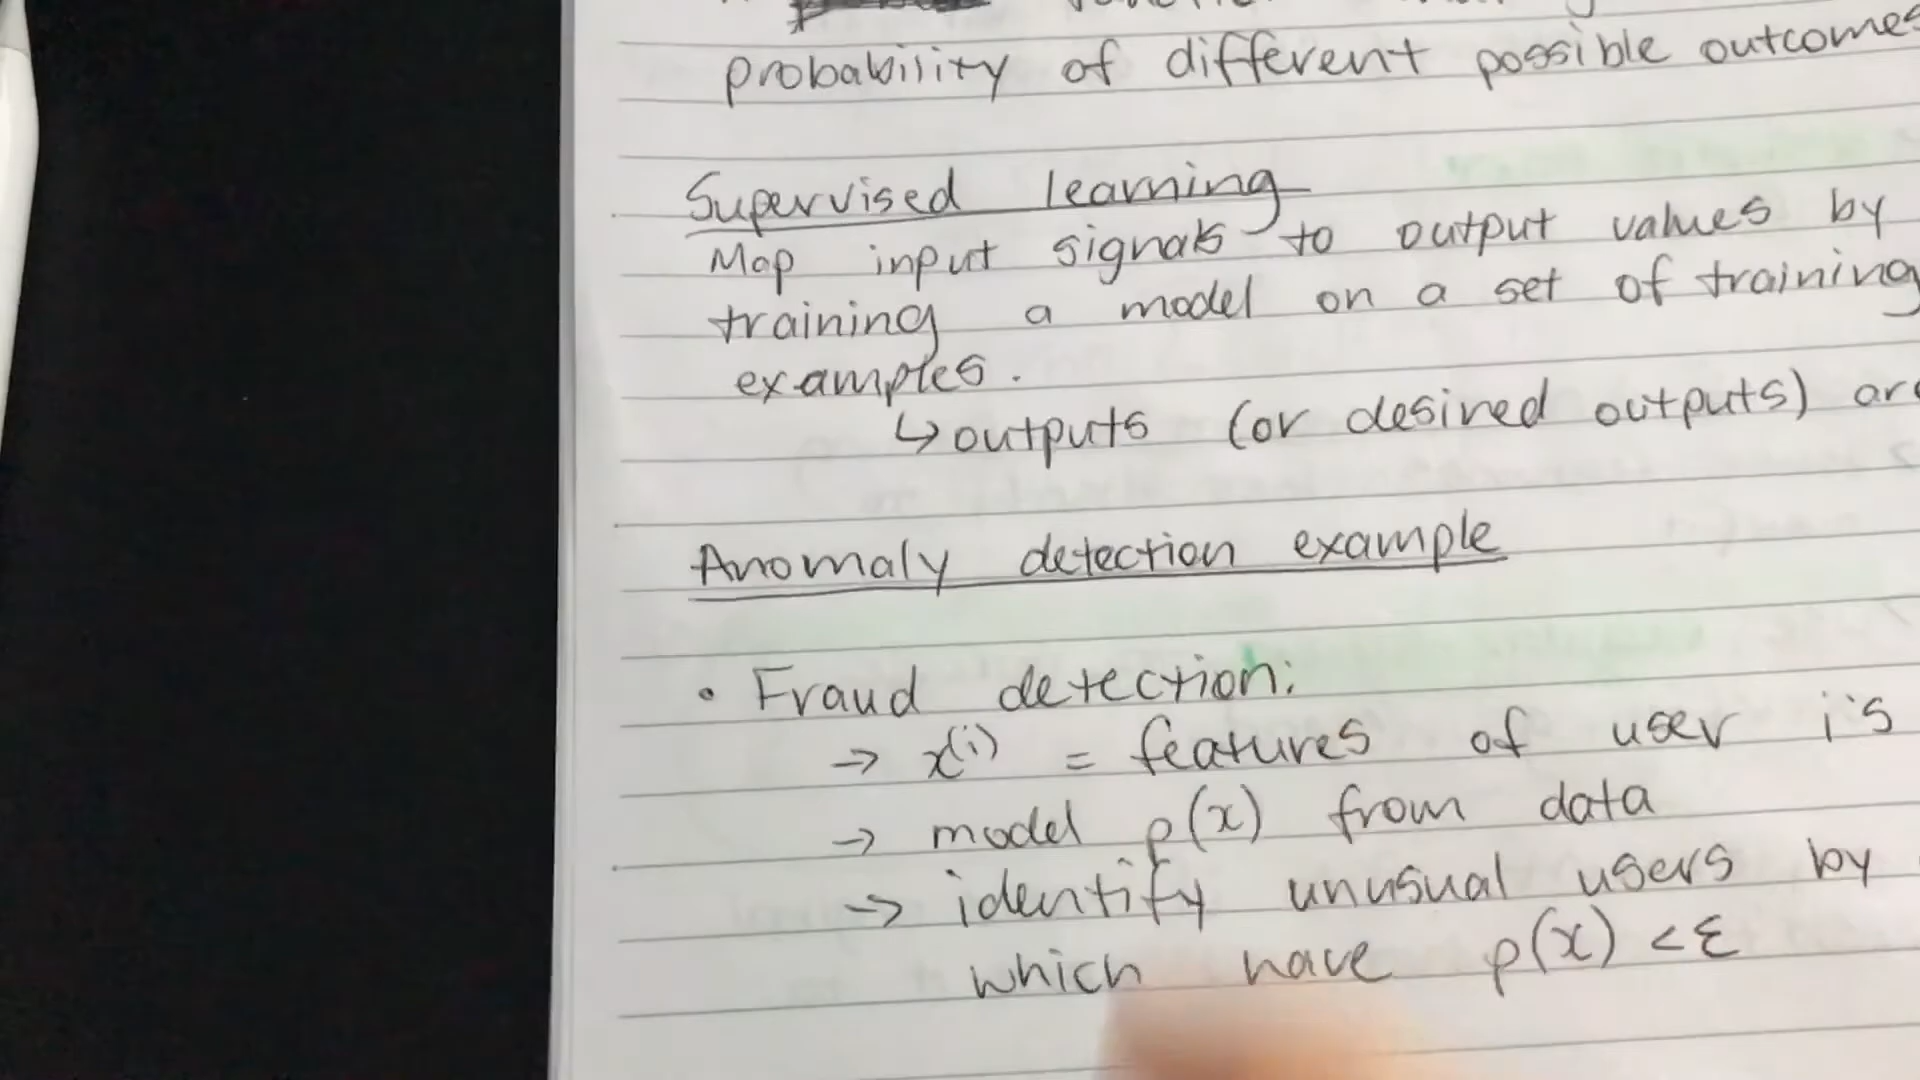 probability of different possible outcomes
Supervised learning
Map input signals to output values by
training a model on a set of training
examples.
↳ outputs (or desired outputs)
Anomaly detection example
• Fraud detection:
→ x⁽ⁱ⁾ = features of user i's
→ model p(x) from data
→ identify unusual users by
which have p(x) < ε